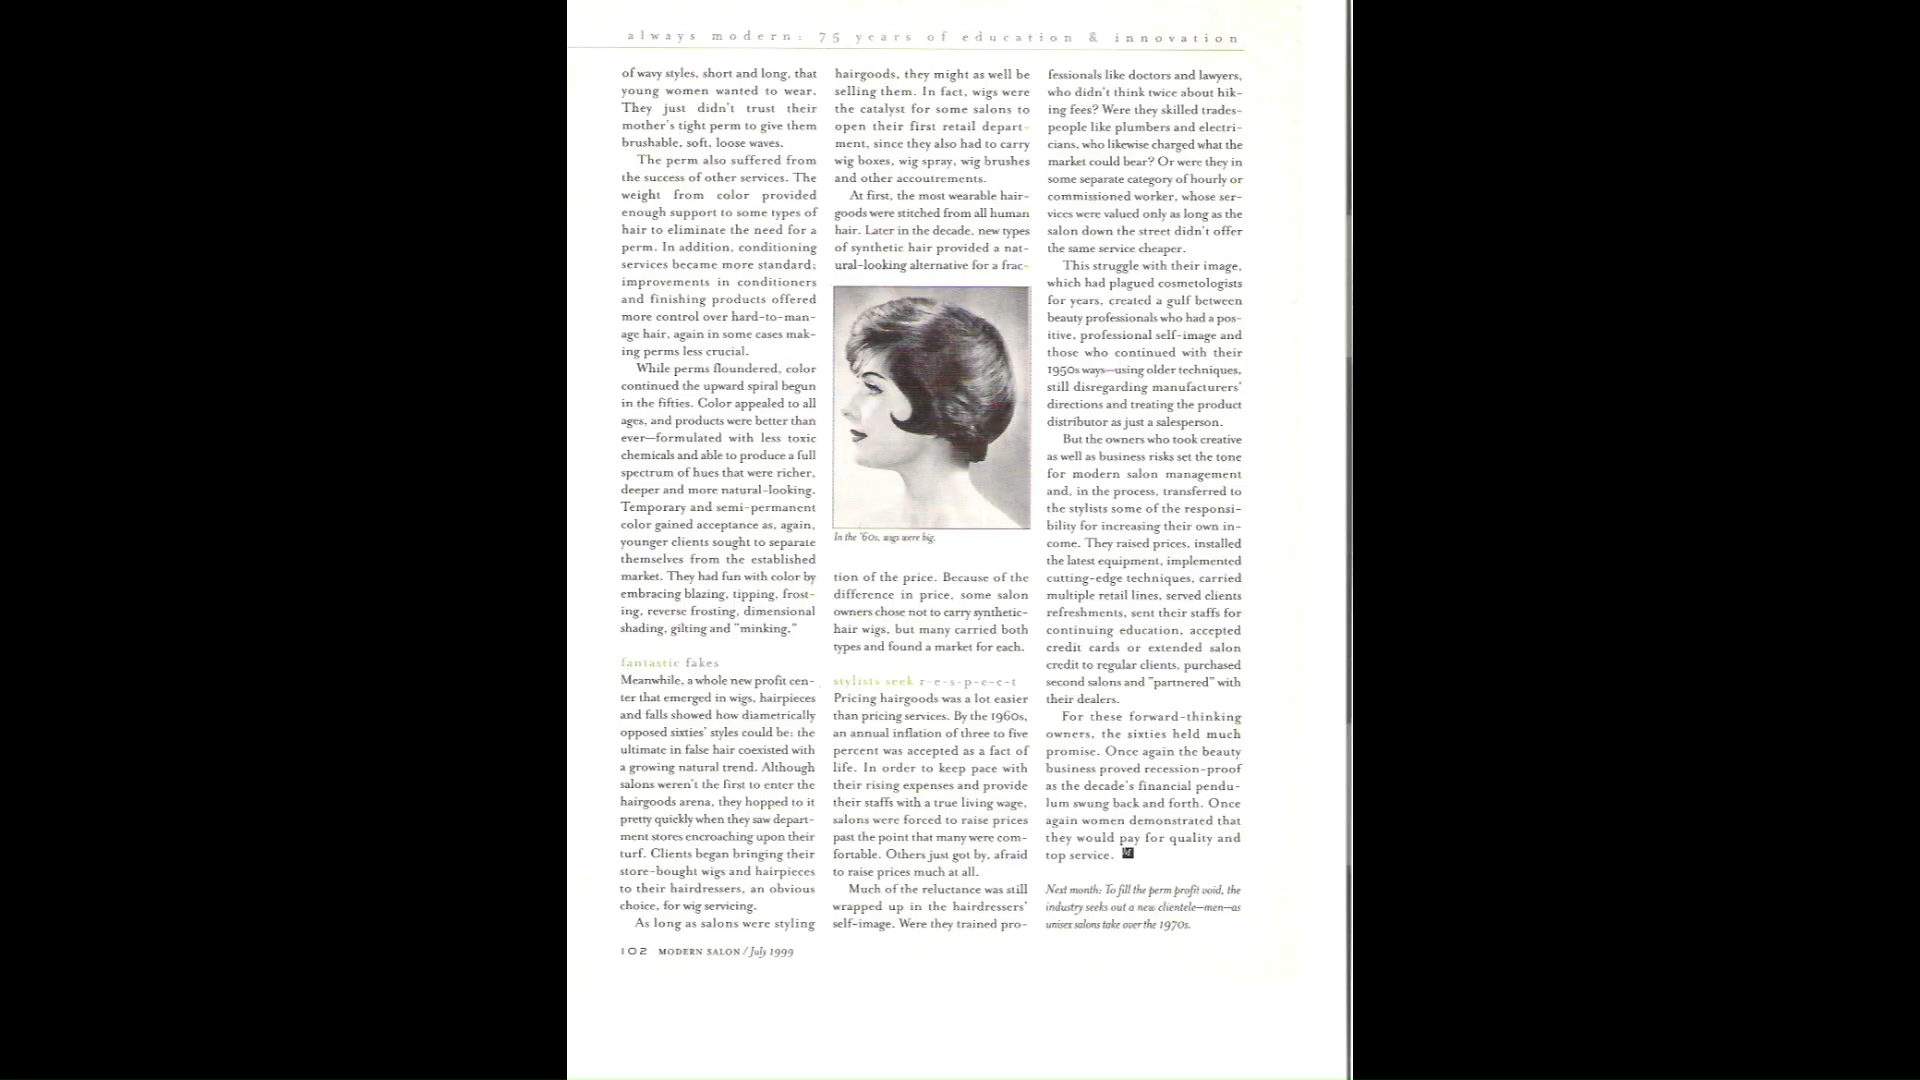 always modern: 75 years of education & innovation
of wavy styles, short and long, that
young women wanted to wear.
They just didn't trust their
mother's tight perm to give them
brushable, soft, loose waves.
The perm also suffered from
the success of other services. The
weight from color provided
enough support to some types of
hair to eliminate the need for a
perm. In addition, conditioning
services became more standard;
improvements in conditioners
and finishing products offered
more control over hard-to-man-
age hair, again in some cases mak-
ing perms less crucial.
While perms floundered, color
continued the upward spiral begun
in the fifties. Color appealed to all
ages, and products were better than
ever—formulated with less toxic
chemicals and able to produce a full
spectrum of hues that were richer,
deeper and more natural-looking.
Temporary and semi-permanent
color gained acceptance as, again,
younger clients sought to separate
themselves from the established
market. They had fun with color by
embracing blazing, tipping, frost-
ing, reverse frosting, dimensional
shading, gilting and "minking."
fantastic fakes
Meanwhile, a whole new profit cen-
ter that emerged in wigs, hairpieces
and falls showed how diametrically
opposed sixties' styles could be: the
ultimate in false hair coexisted with
a growing natural trend. Although
salons weren't the first to enter the
hairgoods arena, they hopped to it
pretty quickly when they saw depart-
ment stores encroaching upon their
turf. Clients began bringing their
store-bought wigs and hairpieces
to their hairdressers, an obvious
choice, for wig servicing.
As long as salons were styling
hairgoods, they might as well be
selling them. In fact, wigs were
the catalyst for some salons to
open their first retail depart-
ment, since they also had to carry
wig boxes, wig spray, wig brushes
and other accoutrements.
At first, the most wearable hair-
goods were stitched from all human
hair. Later in the decade, new types
of synthetic hair provided a nat-
ural-looking alternative for a frac-
In the '60s, wigs were big.
tion of the price. Because of the
difference in price, some salon
owners chose not to carry synthetic-
hair wigs, but many carried both
types and found a market for each.
stylists seek r-e-s-p-e-c-t
Pricing hairgoods was a lot easier
than pricing services. By the 1960s,
an annual inflation of three to five
percent was accepted as a fact of
life. In order to keep pace with
their rising expenses and provide
their staffs with a true living wage,
salons were forced to raise prices
past the point that many were com-
fortable. Others just got by, afraid
to raise prices much at all.
Much of the reluctance was still
wrapped up in the hairdressers'
self-image. Were they trained pro-
fessionals like doctors and lawyers,
who didn't think twice about hik-
ing fees? Were they skilled trades-
people like plumbers and electri-
cians, who likewise charged what the
market could bear? Or were they in
some separate category of hourly or
commissioned worker, whose ser-
vices were valued only as long as the
salon down the street didn't offer
the same service cheaper.
This struggle with their image,
which had plagued cosmetologists
for years, created a gulf between
beauty professionals who had a pos-
itive, professional self-image and
those who continued with their
1950s ways—using older techniques,
still disregarding manufacturers'
directions and treating the product
distributor as just a salesperson.
But the owners who took creative
as well as business risks set the tone
for modern salon management
and, in the process, transferred to
the stylists some of the responsi-
bility for increasing their own in-
come. They raised prices, installed
the latest equipment, implemented
cutting-edge techniques, carried
multiple retail lines, served clients
refreshments, sent their staffs for
continuing education, accepted
credit cards or extended salon
credit to regular clients, purchased
second salons and "partnered" with
their dealers.
For these forward-thinking
owners, the sixties held much
promise. Once again the beauty
business proved recession-proof
as the decade's financial pendu-
lum swung back and forth. Once
again women demonstrated that
they would pay for quality and
top service.
Next month: To fill the perm profit void, the
industry seeks out a new clientele—men—as
unisex salons take over the 1970s.
102 MODERN SALON / July 1999